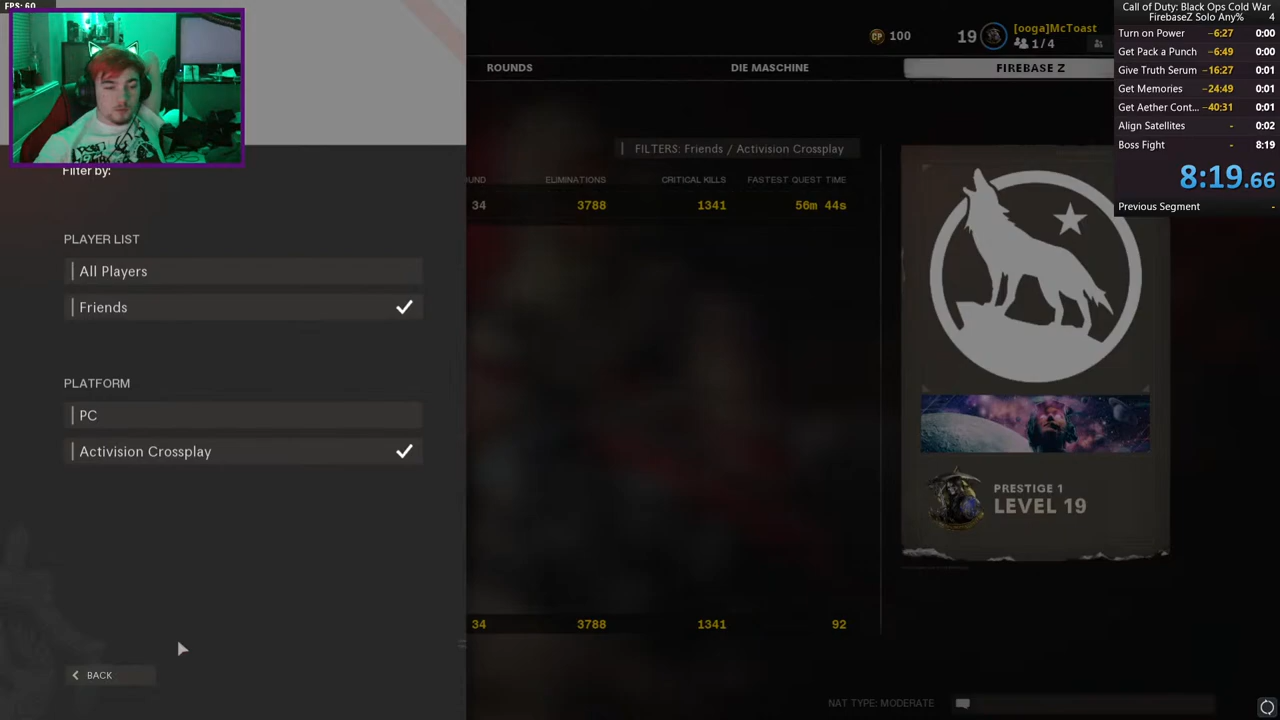 FPS: 60
Call of Duty: Black Ops Cold War
FirebaseZ Solo Any%
4
Turn on Power -6:27 0:00
Get Pack a Punch -6:49 0:00
Give Truth Serum -16:27 0:01
Get Memories -24:49 0:01
Get Aether Cont... -40:31 0:01
Align Satellites - 0:02
Boss Fight - 8:19
8:19.66
Previous Segment -
CP 100
19 [ooga]McToast
1 / 4
ROUNDS
DIE MASCHINE
FIREBASE Z
FILTERS: Friends / Activision Crossplay
UND ELIMINATIONS CRITICAL KILLS FASTEST QUEST TIME
34 3788 1341 56m 44s
Filter by:
PLAYER LIST
All Players
Friends
PLATFORM
PC
Activision Crossplay
PRESTIGE 1
LEVEL 19
34 3788 1341 92
BACK
NAT TYPE: MODERATE